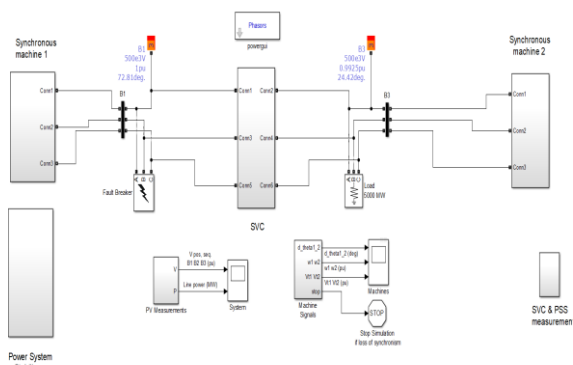 Phasors
powergui
Synchronous
machine 1
B1
500e3V
1pu
72.81deg.
B3
500e3V
0.9925pu
24.42deg.
Synchronous
machine 2
Conn1
Conn2
Conn3
B1
A B C
Fault Breaker
Conn1
Conn3
Conn5
Conn2
Conn4
Conn6
SVC
B3
A B C
Load
5000 MW
Conn1
Conn2
Conn3
V
P
V pos. seq.
B1 B2 B3 (pu)
Line power (MW)
PV Measurements
System
d_theta1_2
w1 w2
Vt1 Vt2
stop
d_theta1_2 (deg)
w1 w2 (pu)
Vt1 Vt2 (pu)
Machine
Signals
Machines
STOP
Stop Simulation
if loss of synchronism
SVC & PSS
measuremen
Power System